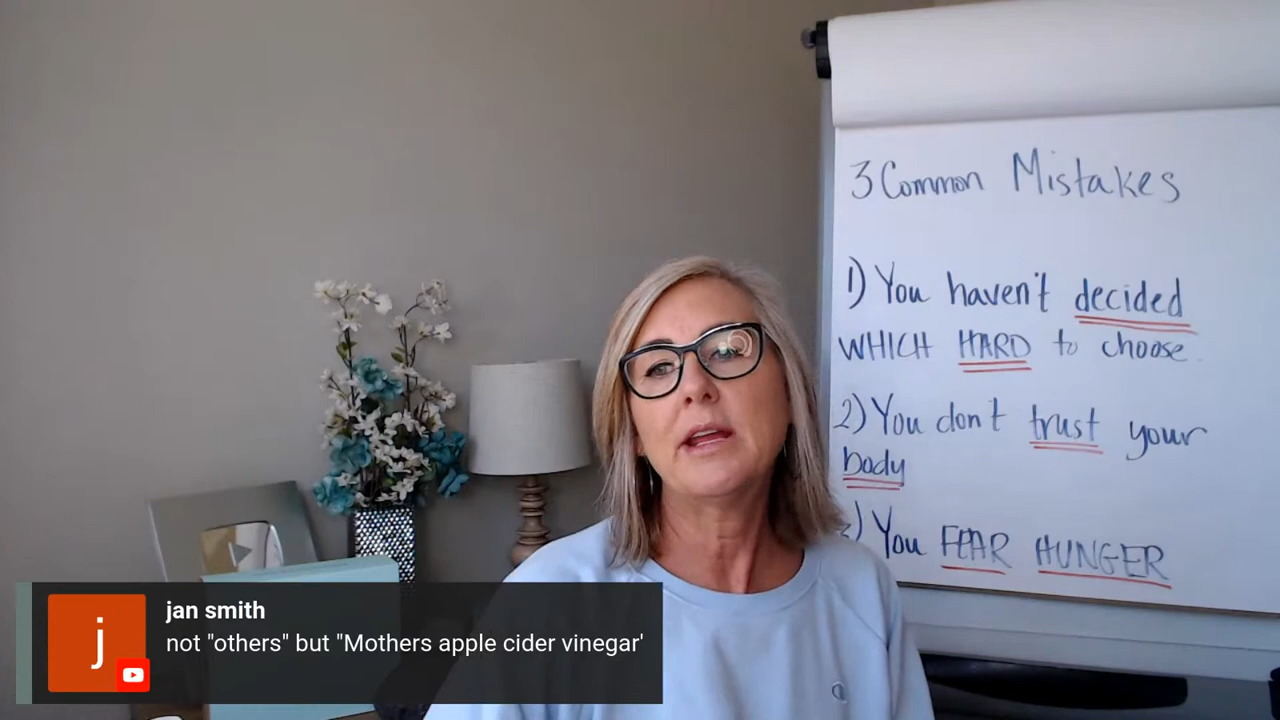 3 Common Mistakes
1) You haven't decided
WHICH HARD to choose.
2) You don't trust your
body
3) You FEAR HUNGER
j
jan smith
not "others" but "Mothers apple cider vinegar'